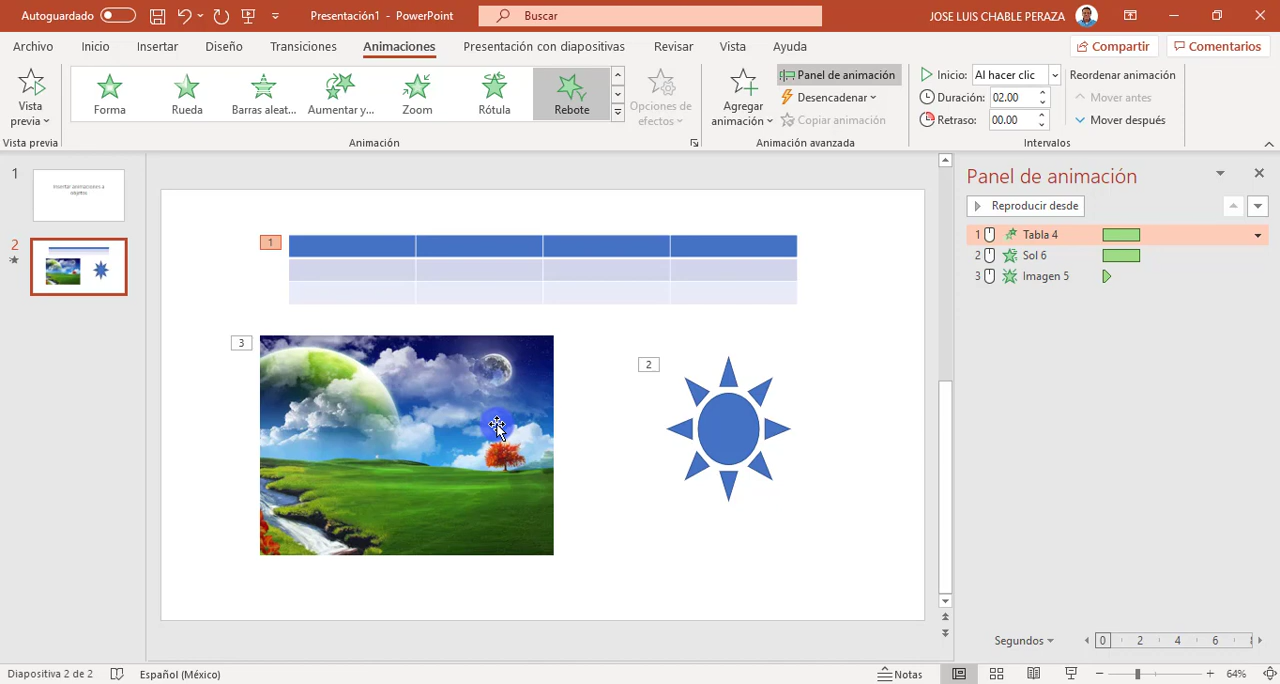 Autoguardado
Presentación1 - PowerPoint
Buscar
JOSE LUIS CHABLE PERAZA
Archivo
Inicio
Insertar
Diseño
Transiciones
Animaciones
Presentación con diapositivas
Revisar
Vista
Ayuda
Compartir
Comentarios
Vista previa
Forma
Rueda
Barras aleat...
Aumentar y...
Zoom
Rótula
Rebote
Opciones de efectos
Agregar animación
Panel de animación
Desencadenar
Copiar animación
Inicio: Al hacer clic
Duración: 02.00
Retraso: 00.00
Reordenar animación
Mover antes
Mover después
Vista previa
Animación
Animación avanzada
Intervalos
1
Insertar animaciones a objetos
2
1
3
2
Panel de animación
Reproducir desde
1 Tabla 4
2 Sol 6
3 Imagen 5
Segundos
0 2 4 6
Diapositiva 2 de 2
Español (México)
Notas
64%